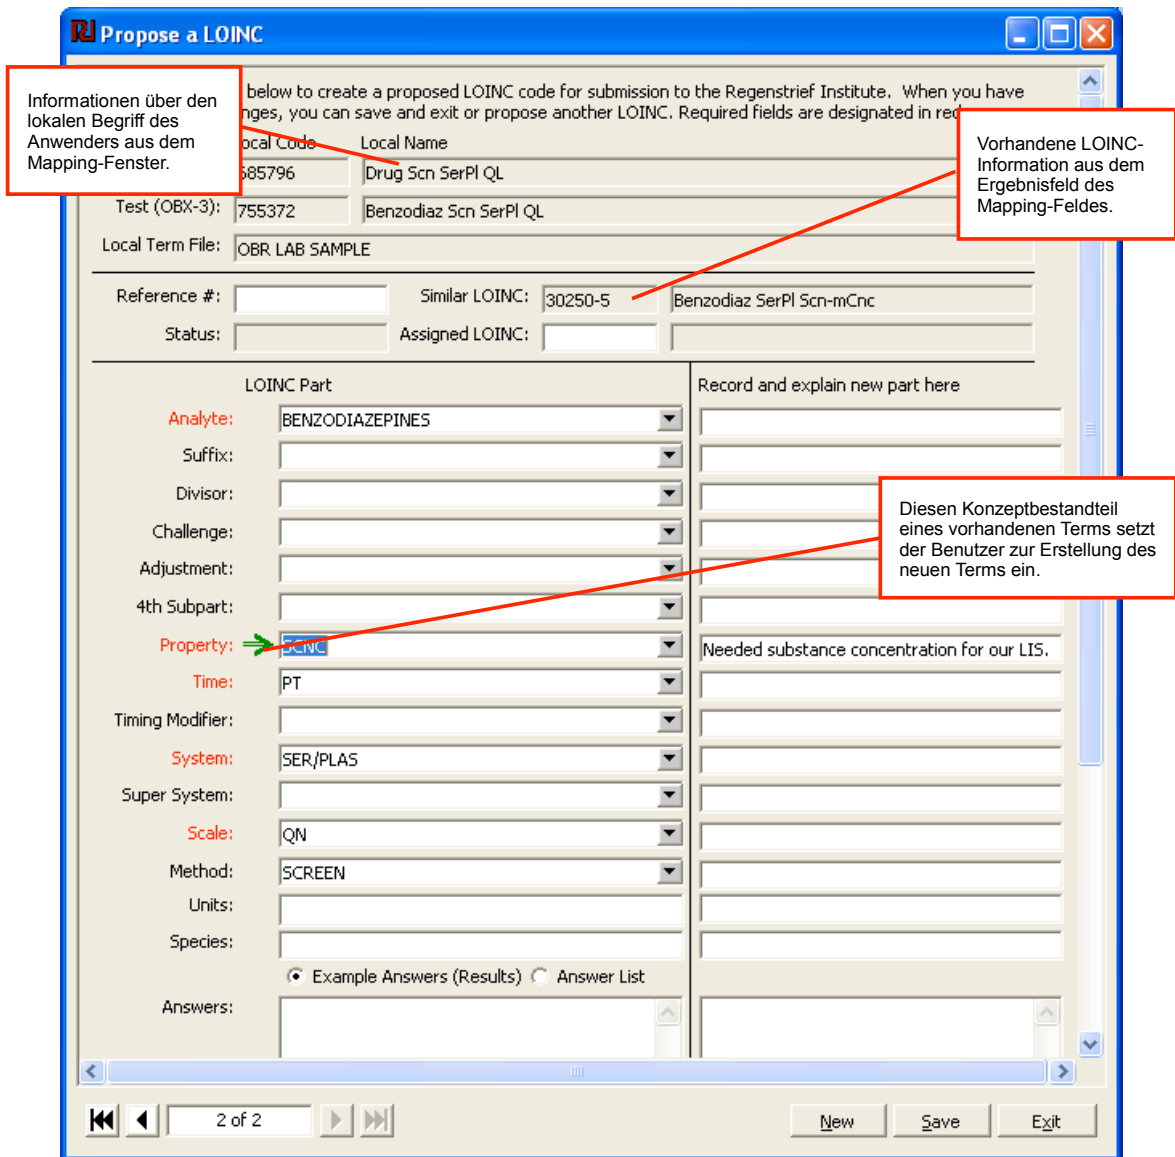 Propose a LOINC
below to create a proposed LOINC code for submission to the Regenstrief Institute. When you have
nges, you can save and exit or propose another LOINC. Required fields are designated in red
Informationen über den
lokalen Begriff des
Anwenders aus dem
Mapping-Fenster.
ocal Code Local Name
685796 Drug Scn SerPl QL
Vorhandene LOINC-
Information aus dem
Ergebnisfeld des
Mapping-Feldes.
Test (OBX-3): 755372 Benzodiaz Scn SerPl QL
Local Term File: OBR LAB SAMPLE
Reference #: Similar LOINC: 30250-5 Benzodiaz SerPl Scn-mCnc
Status: Assigned LOINC:
LOINC Part Record and explain new part here
Analyte: BENZODIAZEPINES
Suffix:
Divisor:
Challenge:
Diesen Konzeptbestandteil
eines vorhandenen Terms setzt
der Benutzer zur Erstellung des
neuen Terms ein.
Adjustment:
4th Subpart:
Property: SCNC Needed substance concentration for our LIS.
Time: PT
Timing Modifier:
System: SER/PLAS
Super System:
Scale: QN
Method: SCREEN
Units:
Species:
Example Answers (Results) Answer List
Answers:
2 of 2 New Save Exit